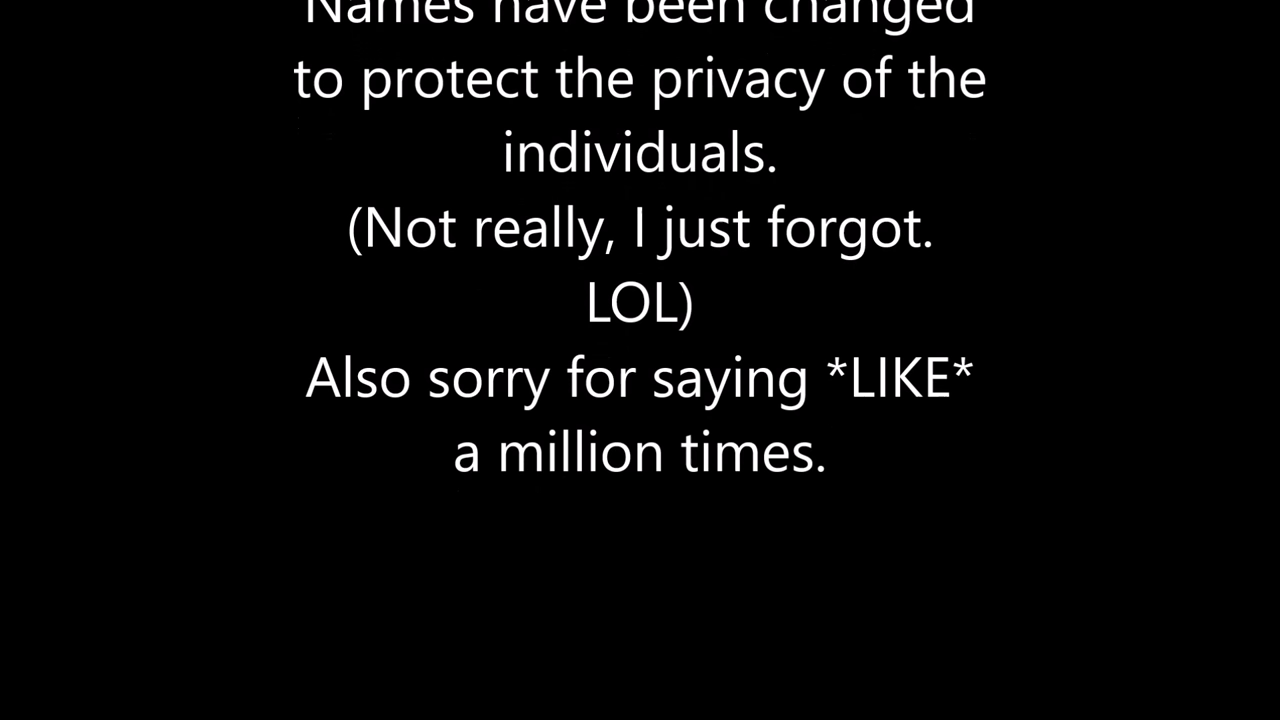 Names have been changed
to protect the privacy of the
individuals.
(Not really, I just forgot.
LOL)
Also sorry for saying *LIKE*
a million times.